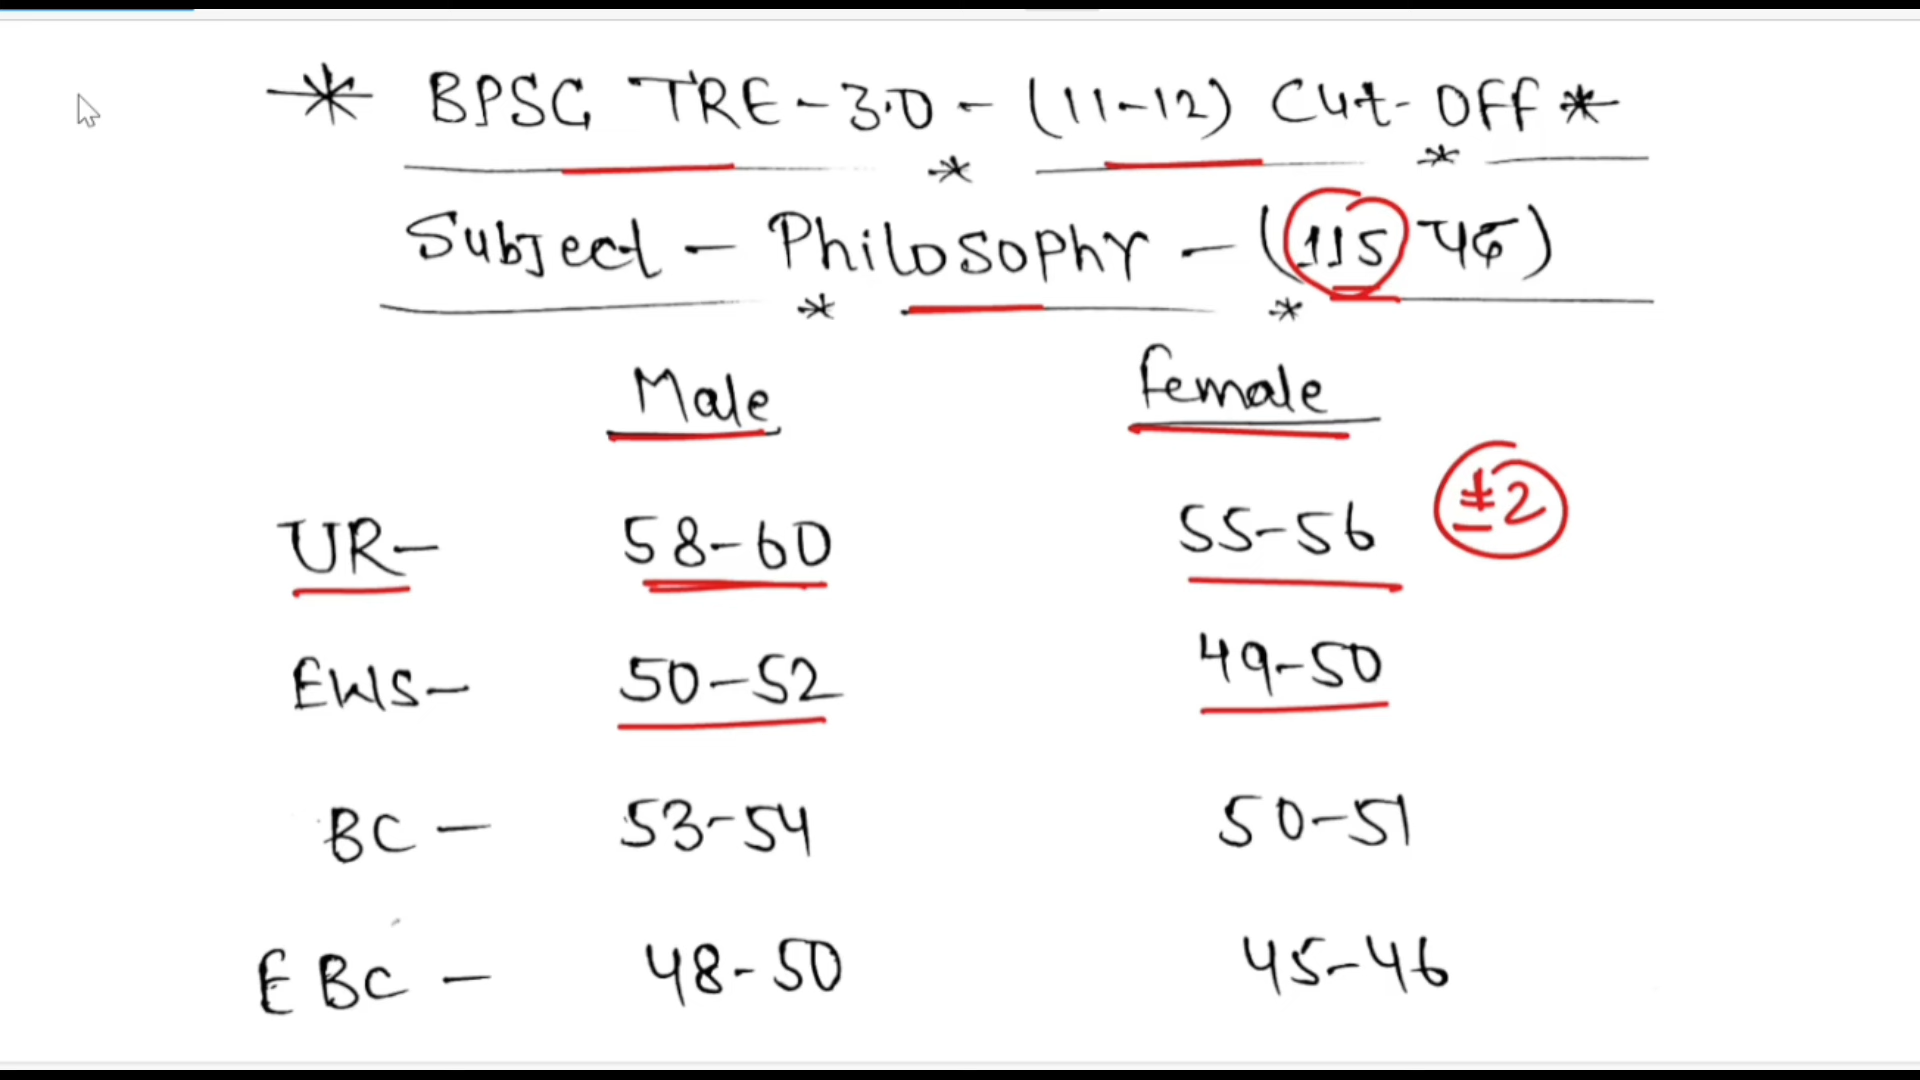 * BPSC TRE-3.0 - (11-12) Cut-OFF *
* *
Subject - Philosophy - (115 पद)
* *
Male Female
±2
UR- 58-60 55-56
EWS- 50-52 49-50
BC - 53-54 50-51
EBC - 48-50 45-46